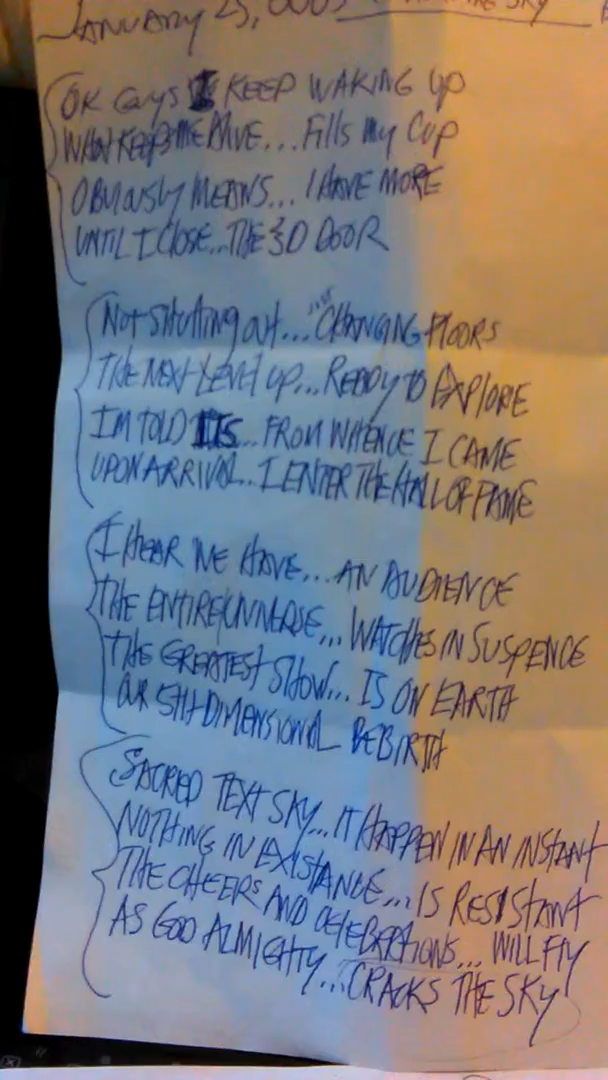 JANUARY 25, SKY
OK GUYS I KEEP WAKING UP
WHAT KEEPS ME ALIVE... FILLS MY CUP
OBVIOUSLY MEANS... I HAVE MORE
UNTIL I CLOSE... THE 3D DOOR
NOT SHUTTING OUT... "CHANGING FLOORS
THE NEXT LEVEL UP... READY TO EXPLORE
IM TOLD ITS... FROM WHENCE I CAME
UPON ARRIVAL... I ENTER THE HALL OF FAME
I HEAR WE HAVE... AN AUDIENCE
THE ENTIRE UNIVERSE... WATCHES IN SUSPENCE
THE GREATEST SHOW... IS ON EARTH
OUR 5TH DIMENSIONAL REBIRTH
SACRED TEXT SKY... IT HAPPEN IN AN INSTANT
NOTHING IN EXISTANCE... IS RESISTANT
THE CHEERS AND CELEBRATIONS... WILL FLY
AS GOD ALMIGHTY... CRACKS THE SKY